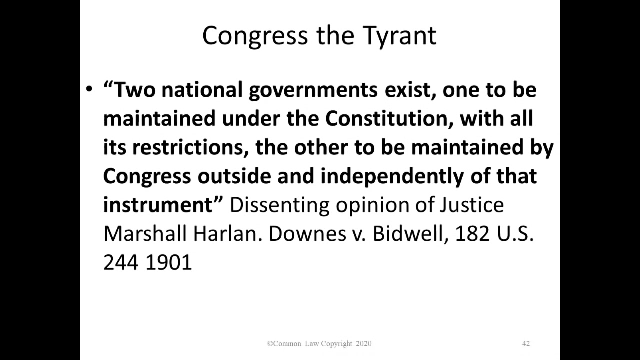 Congress the Tyrant
• “Two national governments exist, one to be
maintained under the Constitution, with all
its restrictions, the other to be maintained by
Congress outside and independently of that
instrument” Dissenting opinion of Justice
Marshall Harlan. Downes v. Bidwell, 182 U.S.
244 1901
©Common Law Copyright 2020
42